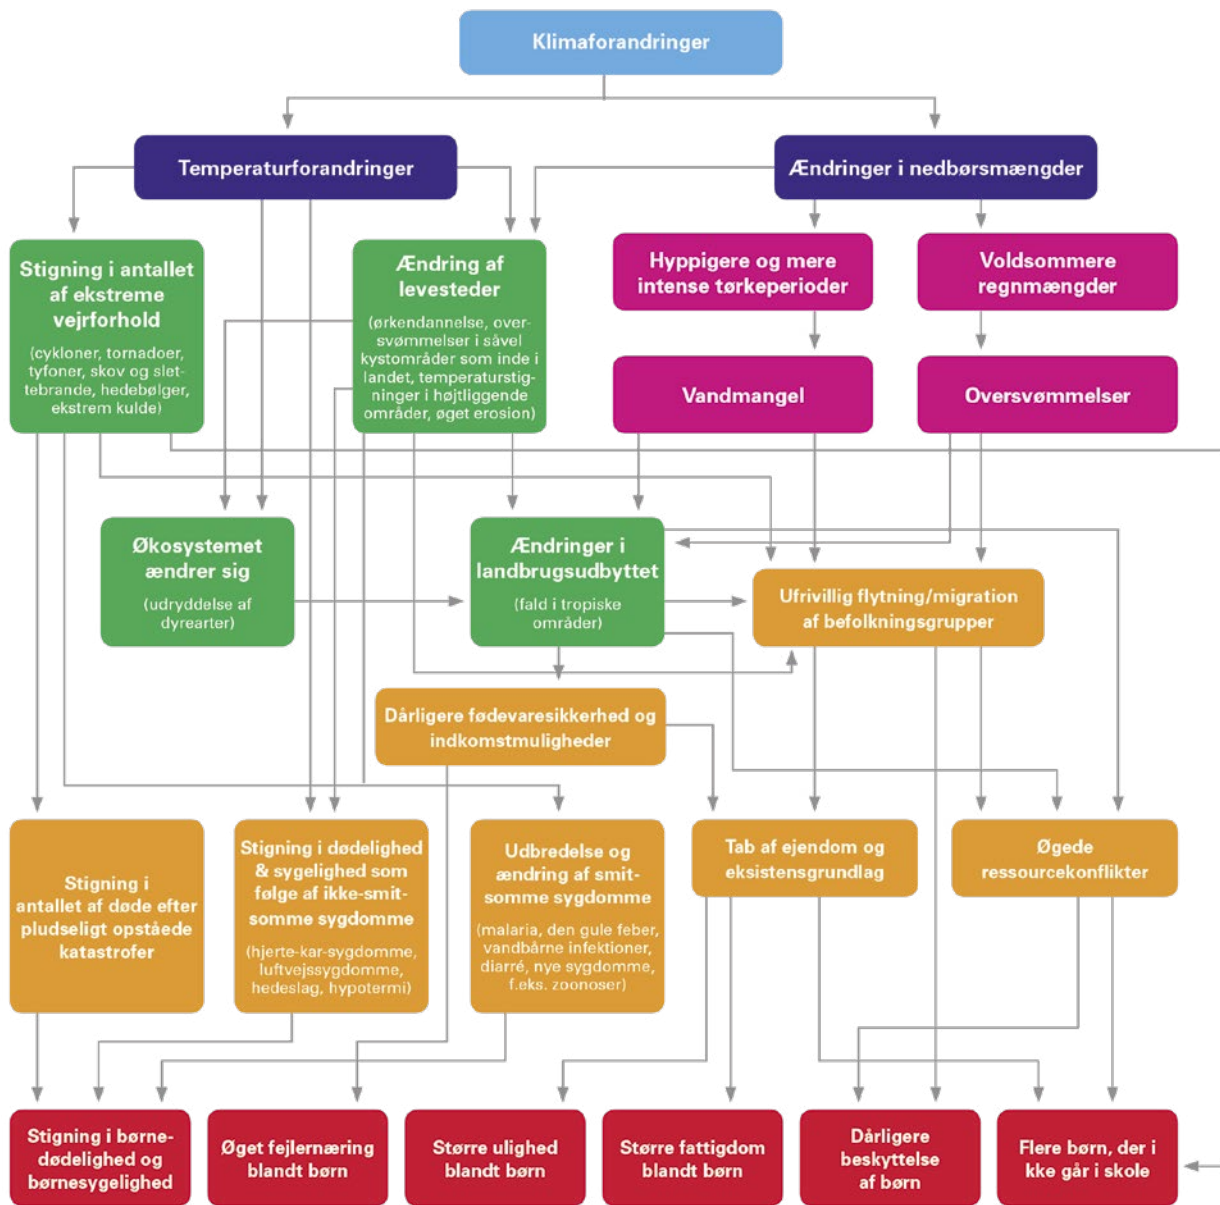 Klimaforandringer
Temperaturforandringer
Ændringer i nedbørsmængder
Stigning i antallet
af ekstreme
vejrforhold
(cykloner, tornadoer,
tyfoner, skov og slet-
tebrande, hedebølger,
ekstrem kulde)
Ændring af
levesteder
(ørkendannelse, over-
svømmelser i såvel
kystområder som inde i
landet, temperaturstig-
ninger i højtliggende
områder, øget erosion)
Hyppigere og mere
intense tørkeperioder
Voldsommere
regnmængder
Vandmangel
Oversvømmelser
Økosystemet
ændrer sig
(udryddelse af
dyrearter)
Ændringer i
landbrugsudbyttet
(fald i tropiske
områder)
Ufrivillig flytning/migration
af befolkningsgrupper
Dårligere fødevaresikkerhed og
indkomstmuligheder
Stigning i
antallet af døde efter
pludseligt opståede
katastrofer
Stigning i dødelighed
& sygelighed som
følge af ikke-smit-
somme sygdomme
(hjerte-kar-sygdomme,
luftvejssygdomme,
hedeslag, hypotermi)
Udbredelse og
ændring af smit-
somme sygdomme
(malaria, den gule feber,
vandbårne infektioner,
diarré, nye sygdomme,
f.eks. zoonoser)
Tab af ejendom og
eksistensgrundlag
Øgede
ressourcekonflikter
Stigning i børne-
dødelighed og
børnesygelighed
Øget fejlernæring
blandt børn
Større ulighed
blandt børn
Større fattigdom
blandt børn
Dårligere
beskyttelse
af børn
Flere børn, der i
kke går i skole